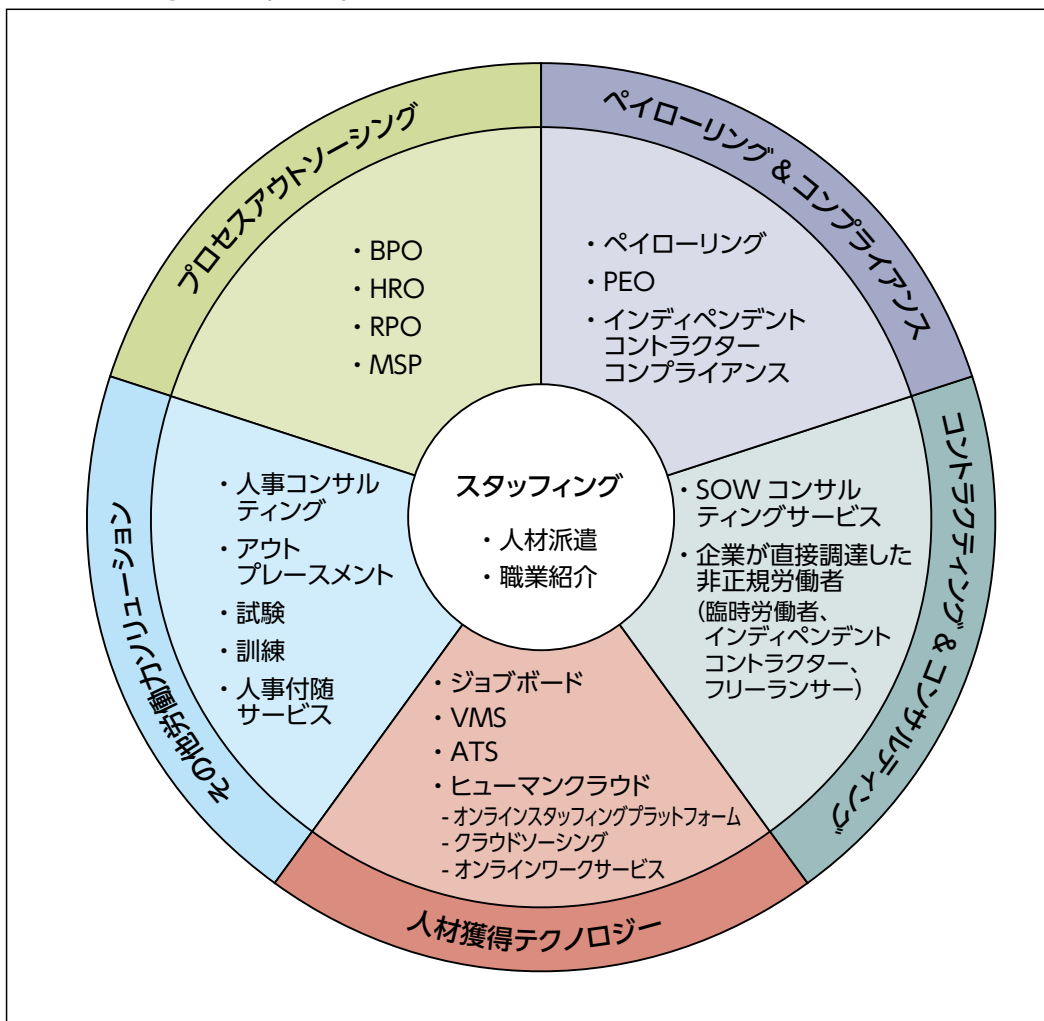 プロセスアウトソーシング
・BPO
・HRO
・RPO
・MSP
ペイローリング & コンプライアンス
・ペイローリング
・PEO
・インディペンデント
コントラクター
コンプライアンス
コントラクティング & コンサルティング
・SOW コンサル
ティングサービス
・企業が直接調達した
非正規労働者
(臨時労働者、
インディペンデント
コントラクター、
フリーランサー)
人材獲得テクノロジー
・ジョブボード
・VMS
・ATS
・ヒューマンクラウド
- オンラインスタッフィングプラットフォーム
- クラウドソーシング
- オンラインワークサービス
その他労働力ソリューション
・人事コンサル
ティング
・アウト
プレースメント
・試験
・訓練
・人事付随
サービス
スタッフィング
・人材派遣
・職業紹介